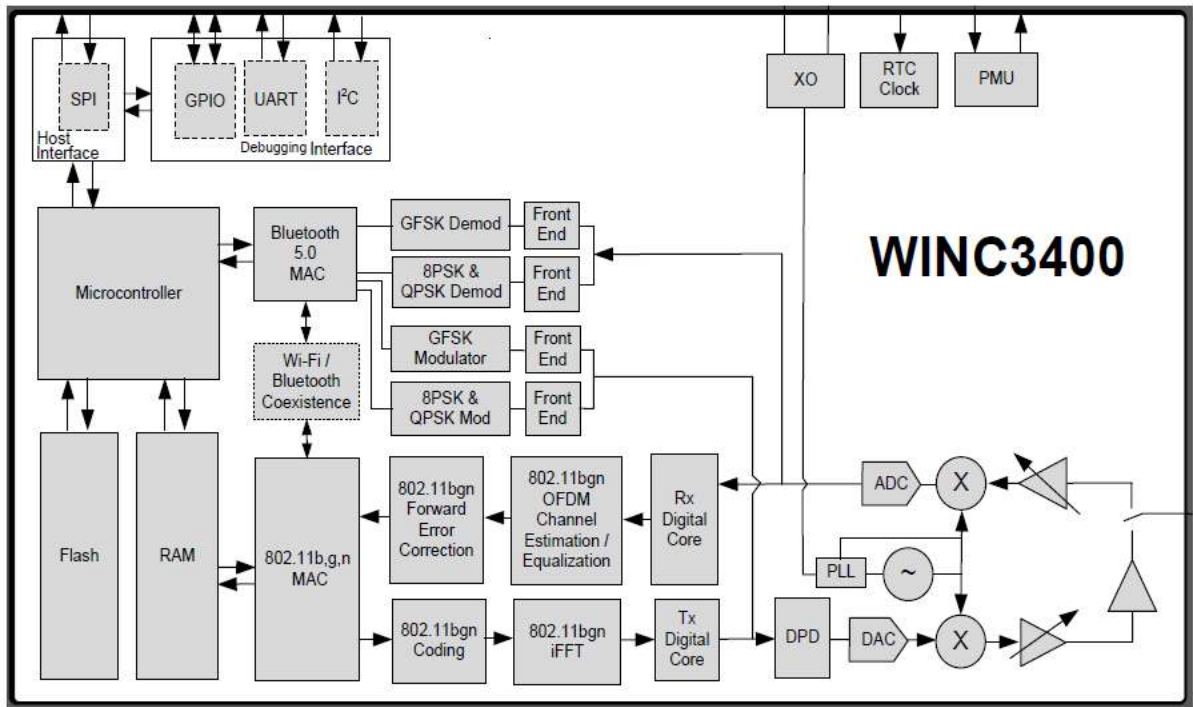 SPI
Host
Interface
GPIO
UART
I²C
Debugging Interface
XO
RTC
Clock
PMU
WINC3400
Microcontroller
Bluetooth
5.0
MAC
GFSK Demod
Front
End
8PSK &
QPSK Demod
Front
End
GFSK
Modulator
Front
End
8PSK &
QPSK Mod
Front
End
Wi-Fi /
Bluetooth
Coexistence
Flash
RAM
802.11b,g,n
MAC
802.11bgn
Forward
Error
Correction
802.11bgn
OFDM
Channel
Estimation /
Equalization
Rx
Digital
Core
ADC
X
PLL
~
802.11bgn
Coding
802.11bgn
iFFT
Tx
Digital
Core
DPD
DAC
X